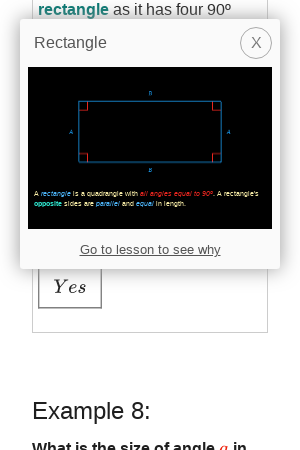 rectangle as it has four 90º
Rectangle
X
B
A
A
B
A rectangle is a quadrangle with all angles equal to 90º. A rectangle's
opposite sides are parallel and equal in length.
Go to lesson to see why
Yes
Example 8:
What is the size of angle a in